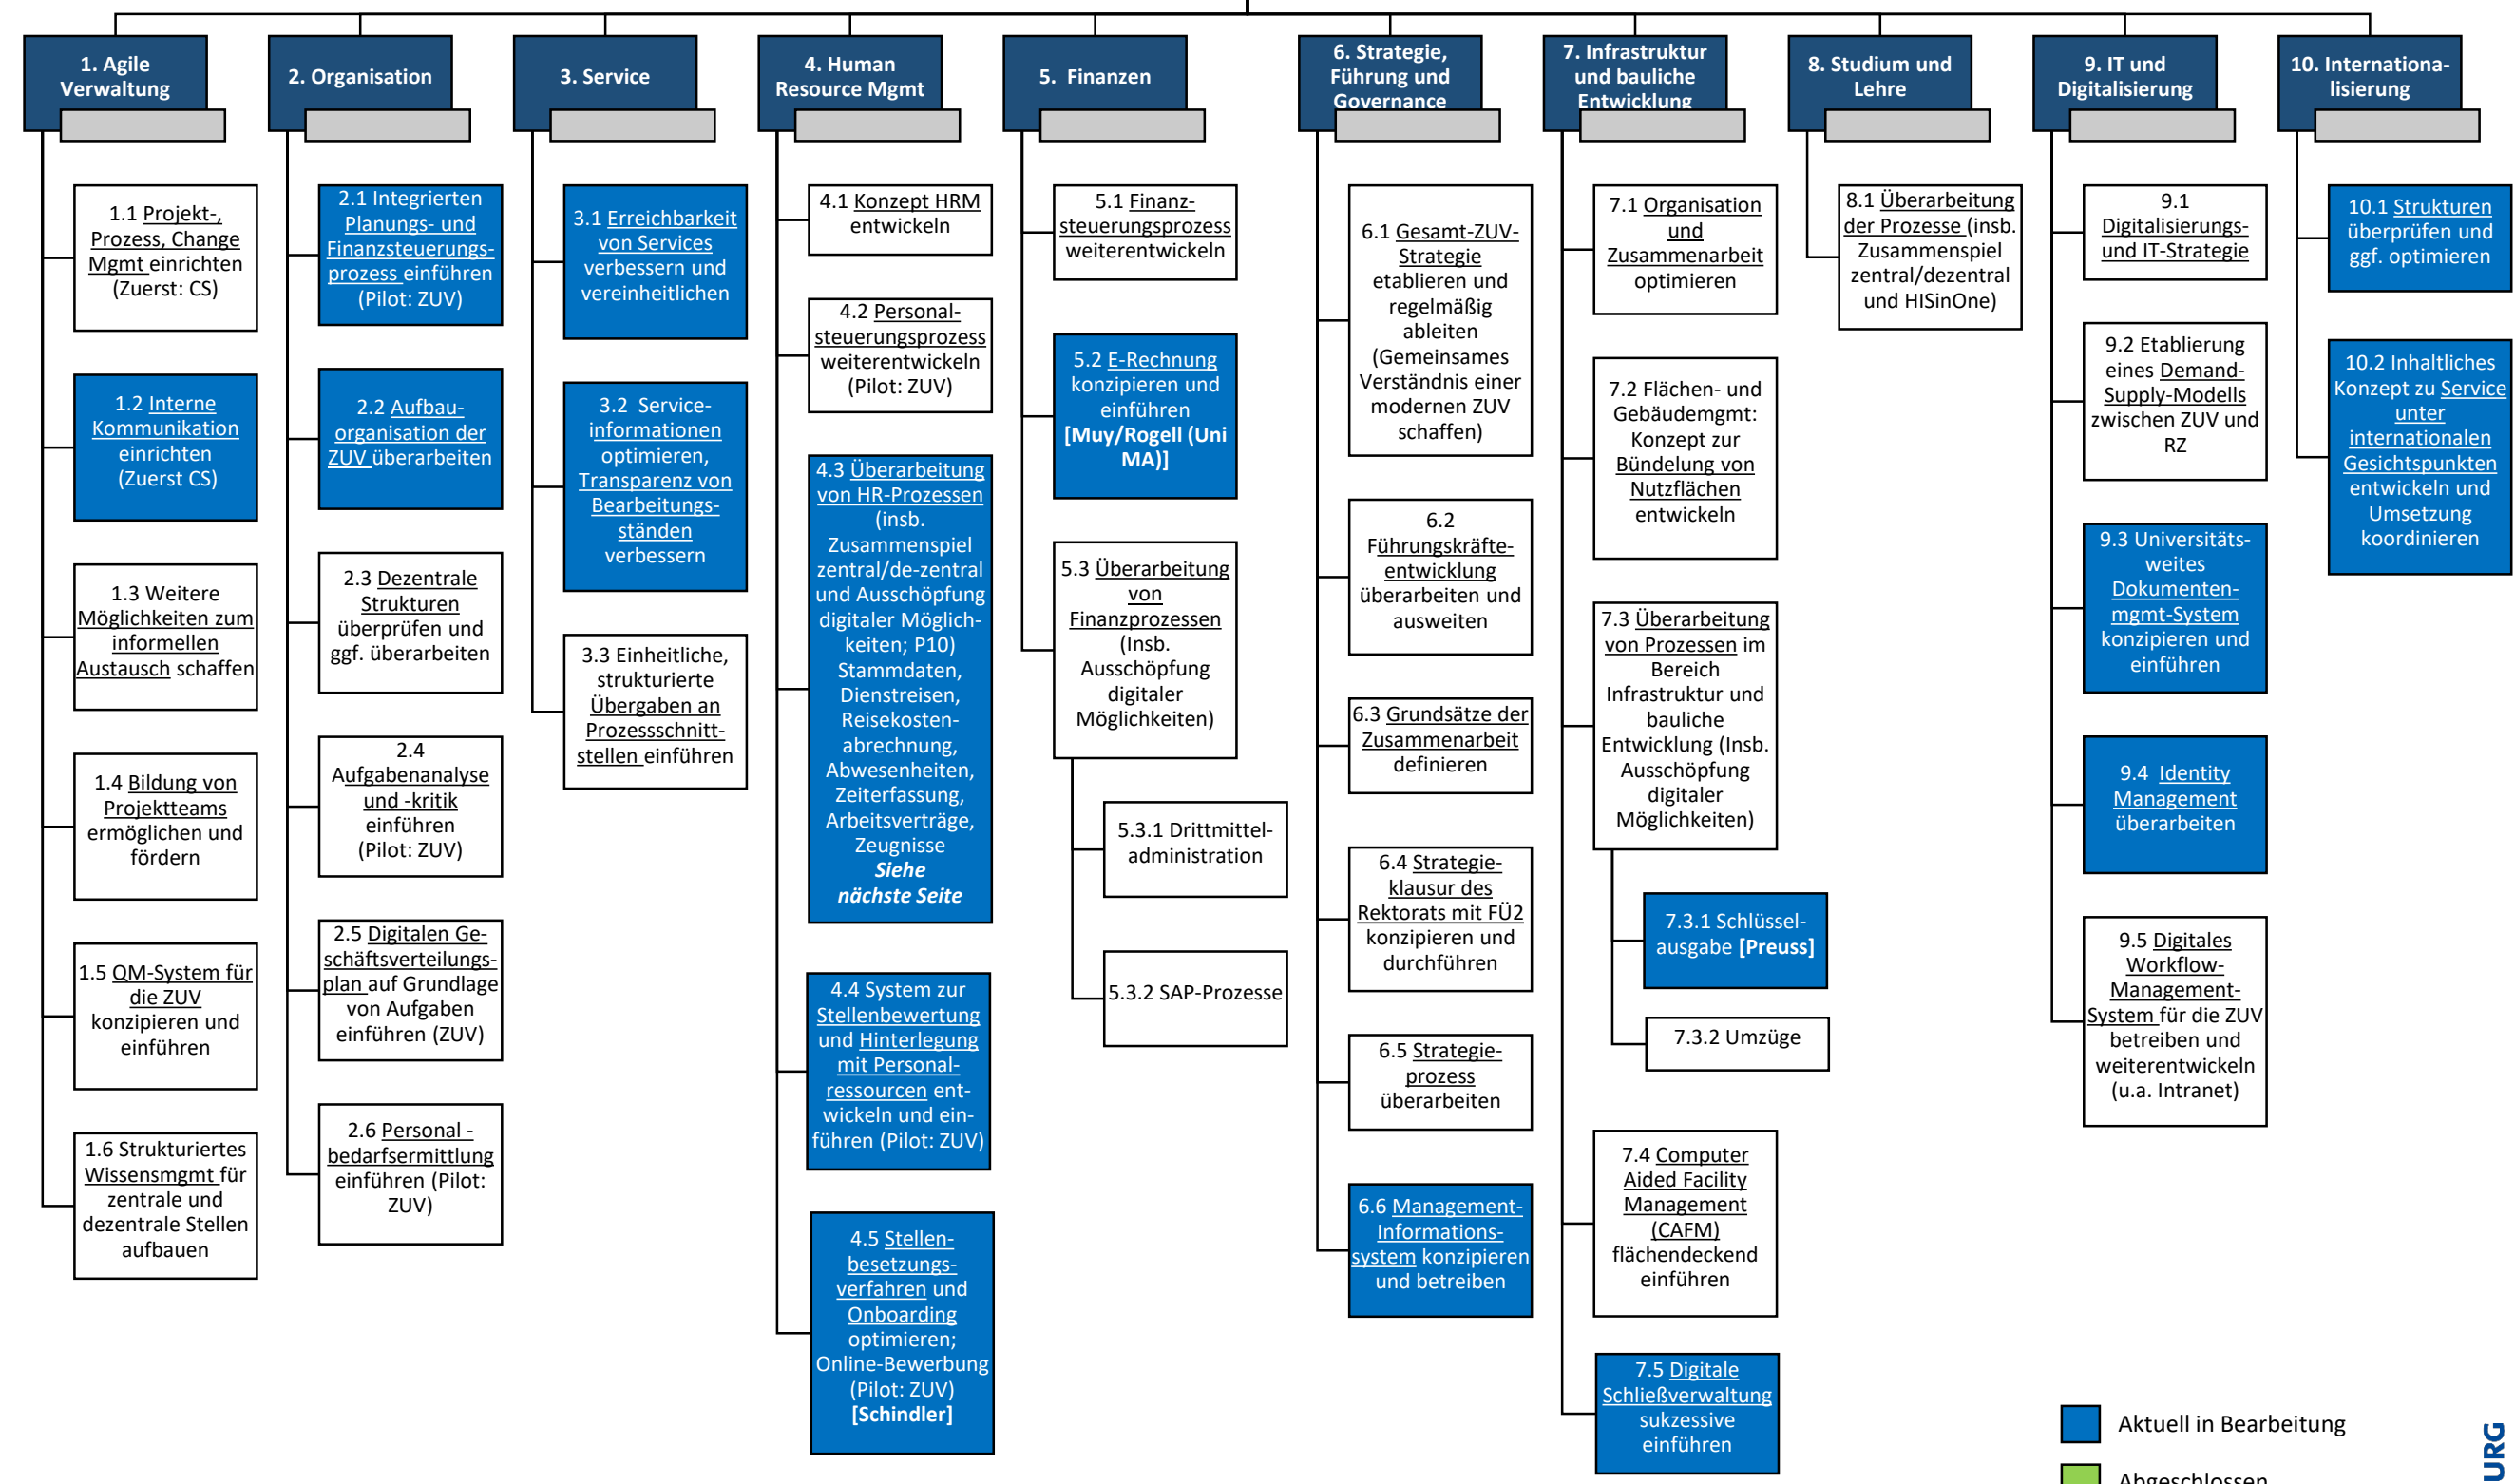 1. Agile
Verwaltung
1.1 Projekt-,
Prozess, Change
Mgmt einrichten
(Zuerst: CS)
1.2 Interne
Kommunikation
einrichten
(Zuerst CS)
1.3 Weitere
Möglichkeiten zum
informellen
Austausch schaffen
1.4 Bildung von
Projektteams
ermöglichen und
fördern
1.5 QM-System für
die ZUV
konzipieren und
einführen
1.6 Strukturiertes
Wissensmgmt für
zentrale und
dezentrale Stellen
aufbauen
2. Organisation
2.1 Integrierten
Planungs- und
Finanzsteuerungs-
prozess einführen
(Pilot: ZUV)
2.2 Aufbau-
organisation der
ZUV überarbeiten
2.3 Dezentrale
Strukturen
überprüfen und
ggf. überarbeiten
2.4
Aufgabenanalyse
und -kritik
einführen
(Pilot: ZUV)
2.5 Digitalen Ge-
schäftsverteilungs-
plan auf Grundlage
von Aufgaben
einführen (ZUV)
2.6 Personal -
bedarfsermittlung
einführen (Pilot:
ZUV)
3. Service
3.1 Erreichbarkeit
von Services
verbessern und
vereinheitlichen
3.2 Service-
informationen
optimieren,
Transparenz von
Bearbeitungs-
ständen
verbessern
3.3 Einheitliche,
strukturierte
Übergaben an
Prozessschnitt-
stellen einführen
4. Human
Resource Mgmt
4.1 Konzept HRM
entwickeln
4.2 Personal-
steuerungsprozess
weiterentwickeln
(Pilot: ZUV)
4.3 Überarbeitung
von HR-Prozessen
(insb.
Zusammenspiel
zentral/de-zentral
und Ausschöpfung
digitaler Möglich-
keiten; P10)
Stammdaten,
Dienstreisen,
Reisekosten-
abrechnung,
Abwesenheiten,
Zeiterfassung,
Arbeitsverträge,
Zeugnisse
Siehe
nächste Seite
4.4 System zur
Stellenbewertung
und Hinterlegung
mit Personal-
ressourcen ent-
wickeln und ein-
führen (Pilot: ZUV)
4.5 Stellen-
besetzungs-
verfahren und
Onboarding
optimieren;
Online-Bewerbung
(Pilot: ZUV)
[Schindler]
5. Finanzen
5.1 Finanz-
steuerungsprozess
weiterentwickeln
5.2 E-Rechnung
konzipieren und
einführen
[Muy/Rogell (Uni
MA)]
5.3 Überarbeitung
von
Finanzprozessen
(Insb.
Ausschöpfung
digitaler
Möglichkeiten)
5.3.1 Drittmittel-
administration
5.3.2 SAP-Prozesse
6. Strategie,
Führung und
Governance
6.1 Gesamt-ZUV-
Strategie
etablieren und
regelmäßig
ableiten
(Gemeinsames
Verständnis einer
modernen ZUV
schaffen)
6.2
Führungskräfte-
entwicklung
überarbeiten und
ausweiten
6.3 Grundsätze der
Zusammenarbeit
definieren
6.4 Strategie-
klausur des
Rektorats mit FÜ2
konzipieren und
durchführen
6.5 Strategie-
prozess
überarbeiten
6.6 Management-
Informations-
system konzipieren
und betreiben
7. Infrastruktur
und bauliche
Entwicklung
7.1 Organisation
und
Zusammenarbeit
optimieren
7.2 Flächen- und
Gebäudemgmt:
Konzept zur
Bündelung von
Nutzflächen
entwickeln
7.3 Überarbeitung
von Prozessen im
Bereich
Infrastruktur und
bauliche
Entwicklung (Insb.
Ausschöpfung
digitaler
Möglichkeiten)
7.3.1 Schlüssel-
ausgabe [Preuss]
7.3.2 Umzüge
7.4 Computer
Aided Facility
Management
(CAFM)
flächendeckend
einführen
7.5 Digitale
Schließverwaltung
sukzessive
einführen
8. Studium und
Lehre
8.1 Überarbeitung
der Prozesse (insb.
Zusammenspiel
zentral/dezentral
und HISinOne)
9. IT und
Digitalisierung
9.1
Digitalisierungs-
und IT-Strategie
9.2 Etablierung
eines Demand-
Supply-Modells
zwischen ZUV und
RZ
9.3 Universitäts-
weites
Dokumenten-
mgmt-System
konzipieren und
einführen
9.4 Identity
Management
überarbeiten
9.5 Digitales
Workflow-
Management-
System für die ZUV
betreiben und
weiterentwickeln
(u.a. Intranet)
10. Internationa-
lisierung
10.1 Strukturen
überprüfen und
ggf. optimieren
10.2 Inhaltliches
Konzept zu Service
unter
internationalen
Gesichtspunkten
entwickeln und
Umsetzung
koordinieren
Aktuell in Bearbeitung
Abgeschlossen
URG